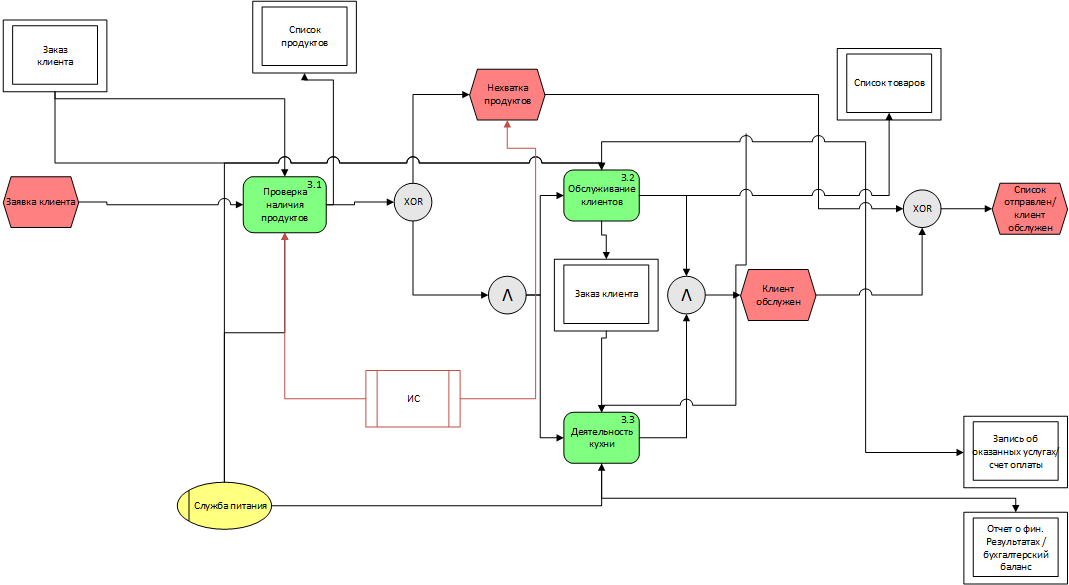 Заказ
клиента
Список
продуктов
Нехватка
продуктов
Список товаров
Заявка клиента
3.1
Проверка
наличия
продуктов
XOR
3.2
Обслуживание
клиентов
XOR
Список
отправлен/
клиент
обслужен
Λ
Заказ клиента
Λ
Клиент
обслужен
ИС
3.3
Деятельность
кухни
Запись об
оказанных услугах/
счет оплаты
Служба питания
Отчет о фин.
Результатах /
бухгалтерский
баланс